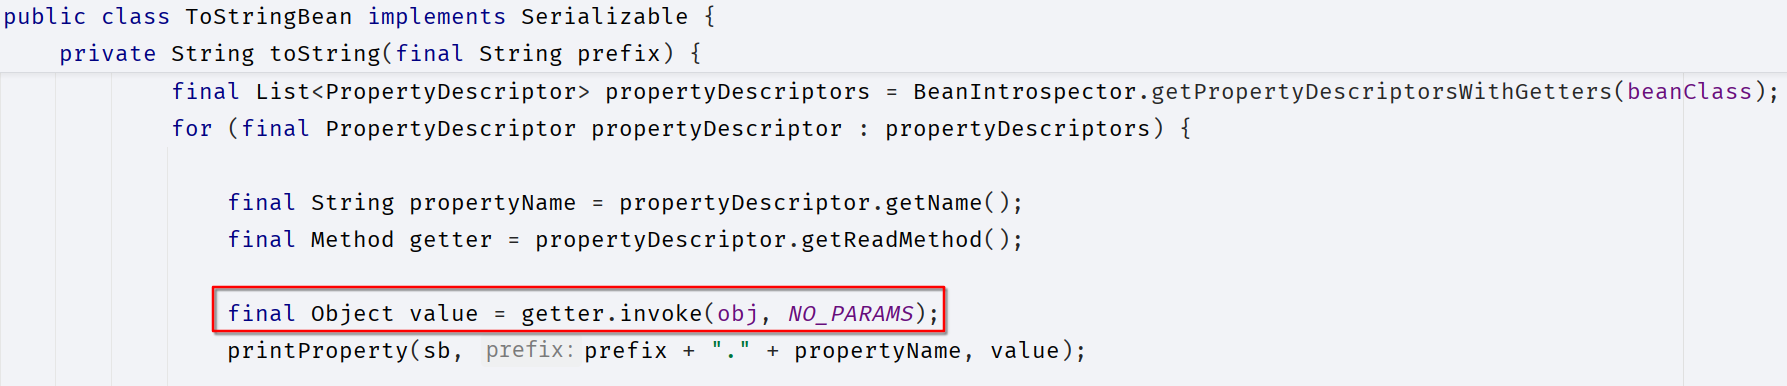 public class ToStringBean implements Serializable {
private String toString(final String prefix) {
final List<PropertyDescriptor> propertyDescriptors = BeanIntrospector.getPropertyDescriptorsWithGetters(beanClass);
for (final PropertyDescriptor propertyDescriptor : propertyDescriptors) {
final String propertyName = propertyDescriptor.getName();
final Method getter = propertyDescriptor.getReadMethod();
final Object value = getter.invoke(obj, NO_PARAMS);
printProperty(sb, prefix: prefix + "." + propertyName, value);